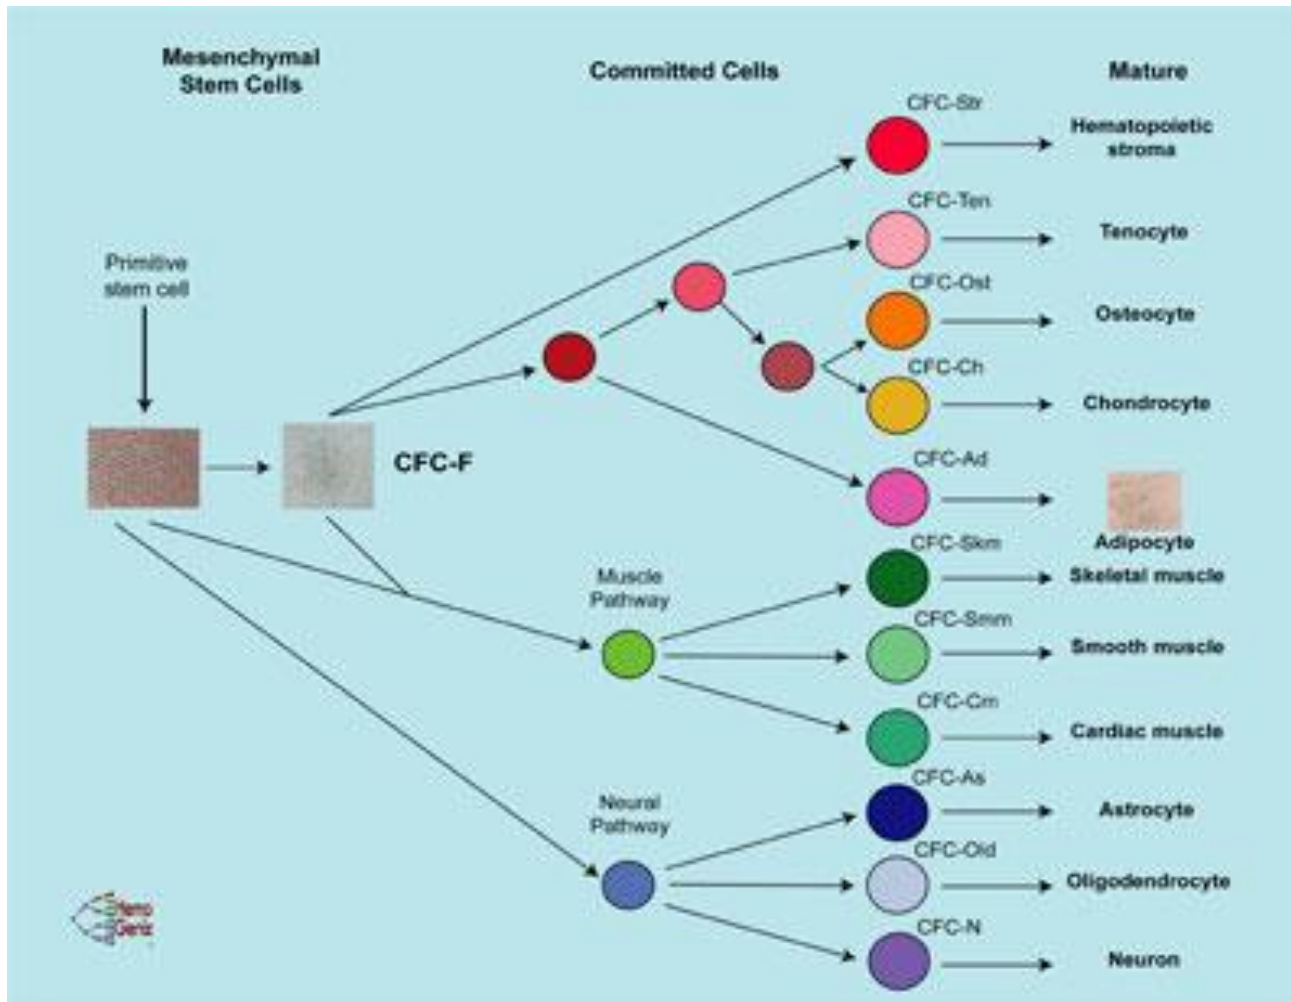 Mesenchymal
Stem Cells
Committed Cells
Mature
CFC-Str
Hematopoietic
stroma
CFC-Ten
Tenocyte
Primitive
stem cell
CFC-Ost
Osteocyte
CFC-Ch
Chondrocyte
CFC-F
CFC-Ad
Adipocyte
CFC-Skm
Skeletal muscle
Muscle
Pathway
CFC-Smm
Smooth muscle
CFC-Cm
Cardiac muscle
CFC-As
Astrocyte
Neural
Pathway
CFC-Old
Oligodendrocyte
CFC-N
Neuron
Hemo
Genix